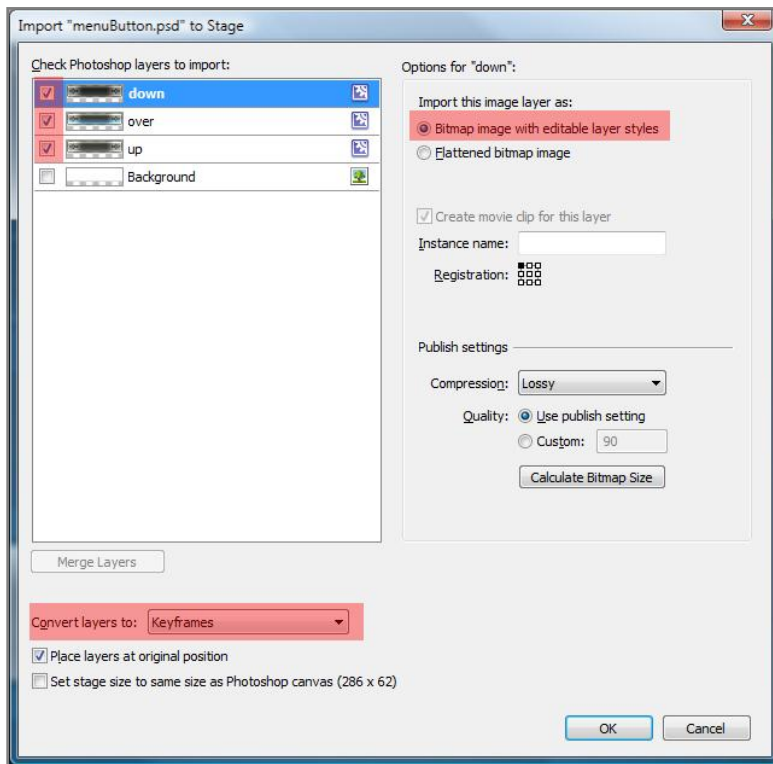 Import "menuButton.psd" to Stage
Check Photoshop layers to import:
down
over
up
Background
Merge Layers
Convert layers to: Keyframes
Place layers at original position
Set stage size to same size as Photoshop canvas (286 x 62)
Options for "down":
Import this image layer as:
Bitmap image with editable layer styles
Flattened bitmap image
Create movie clip for this layer
Instance name:
Registration:
Publish settings
Compression: Lossy
Quality: Use publish setting
Custom: 90
Calculate Bitmap Size
OK Cancel